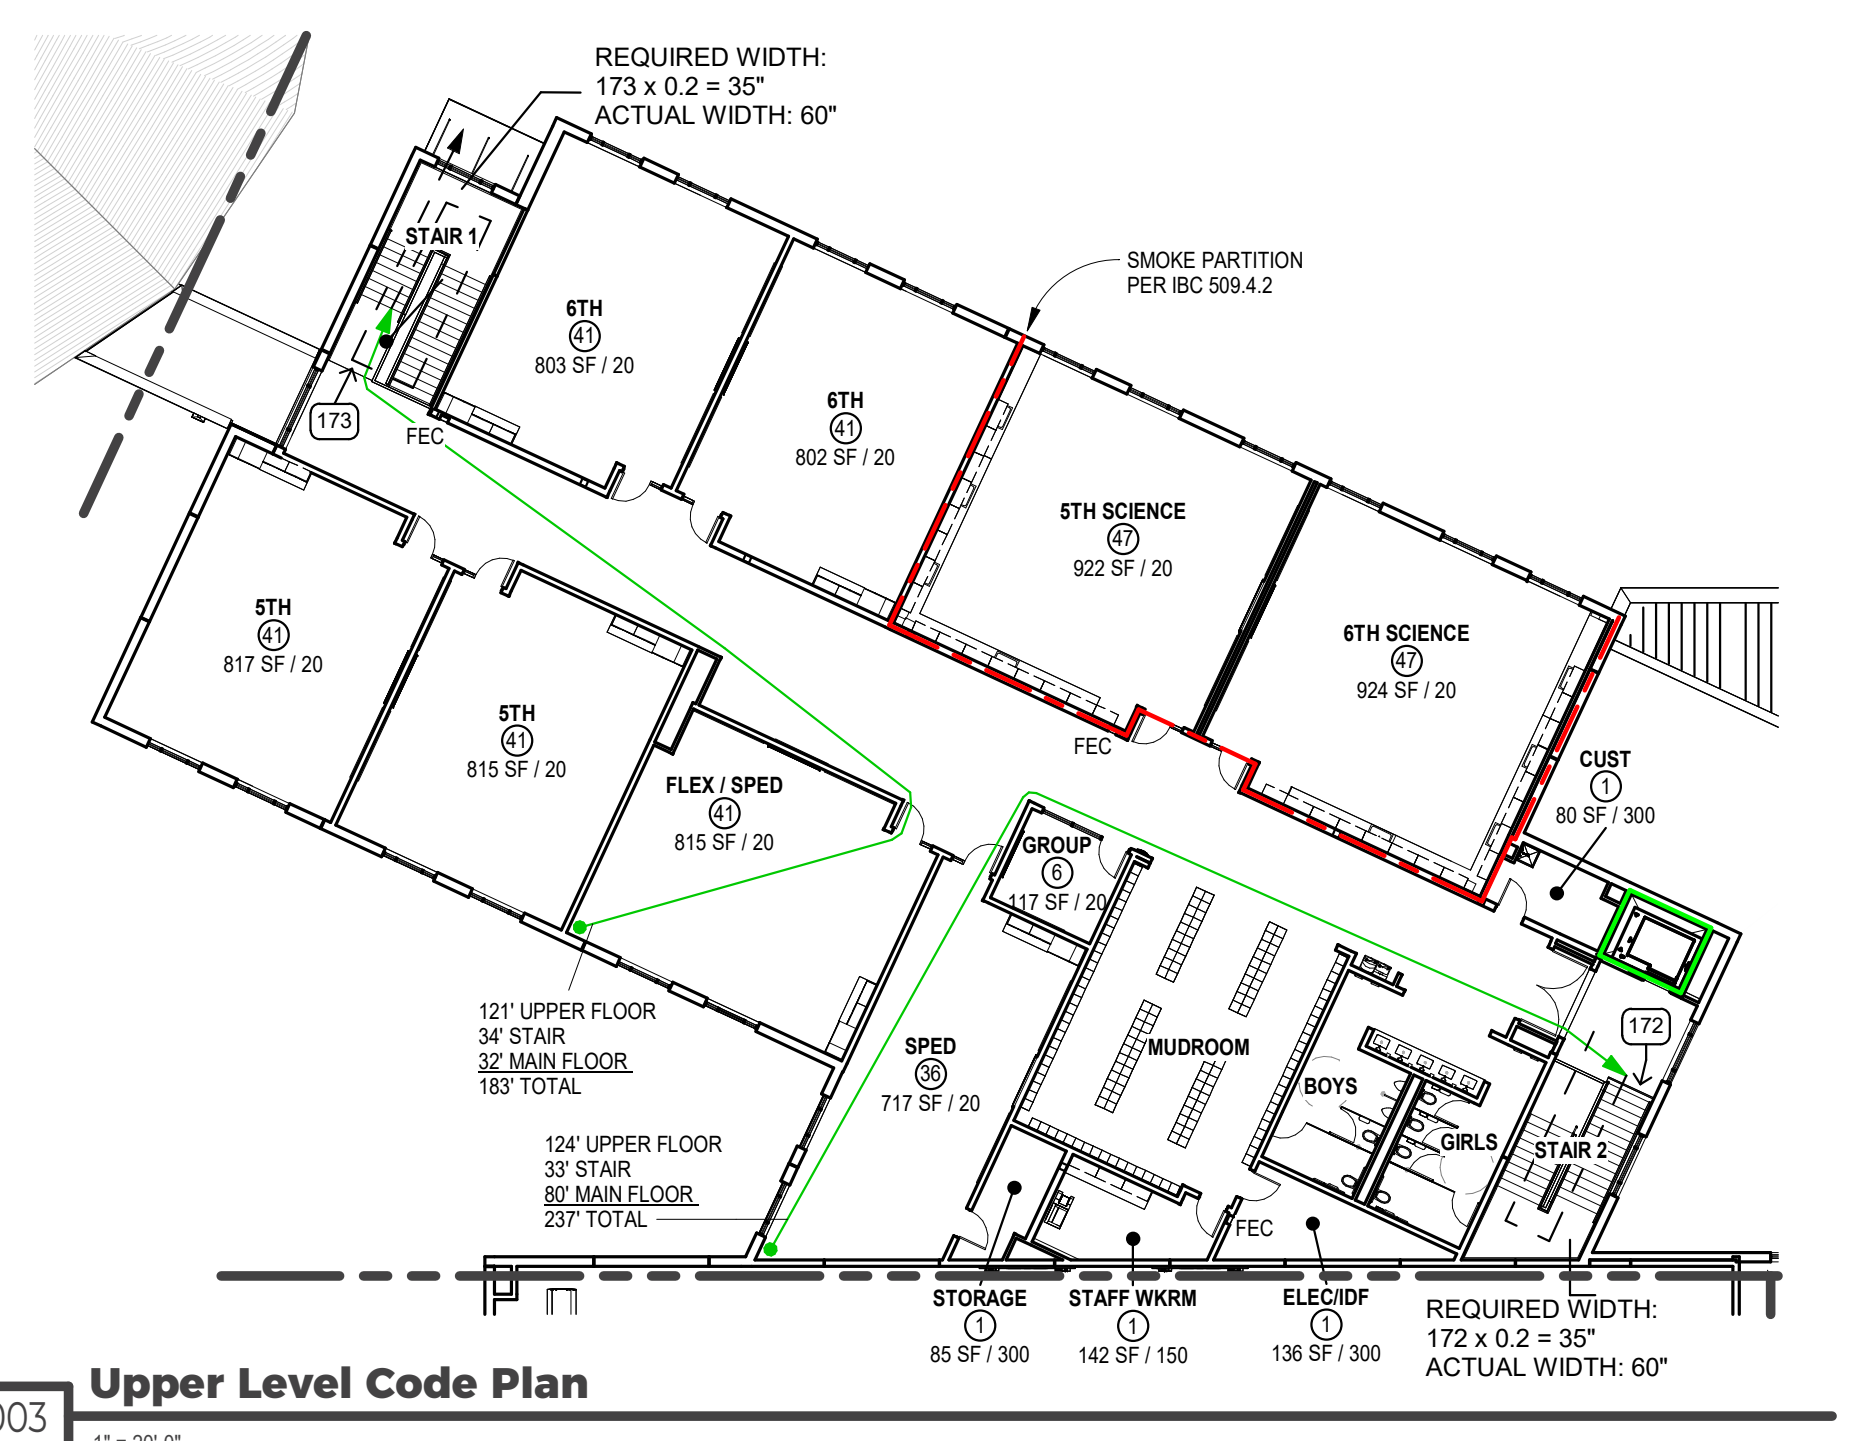 REQUIRED WIDTH:
173 x 0.2 = 35"
ACTUAL WIDTH: 60"
STAIR 1
SMOKE PARTITION
PER IBC 509.4.2
6TH
41
803 SF / 20
6TH
41
802 SF / 20
173
FEC
5TH SCIENCE
47
922 SF / 20
6TH SCIENCE
47
924 SF / 20
5TH
41
817 SF / 20
5TH
41
815 SF / 20
FLEX / SPED
41
815 SF / 20
FEC
CUST
1
80 SF / 300
GROUP
6
117 SF / 20
121' UPPER FLOOR
34' STAIR
32' MAIN FLOOR
183' TOTAL
SPED
36
717 SF / 20
MUDROOM
BOYS
GIRLS
172
STAIR 2
124' UPPER FLOOR
33' STAIR
80' MAIN FLOOR
237' TOTAL
FEC
STORAGE
1
85 SF / 300
STAFF WKRM
1
142 SF / 150
ELEC/IDF
1
136 SF / 300
REQUIRED WIDTH:
172 x 0.2 = 35"
ACTUAL WIDTH: 60"
Upper Level Code Plan
003
1" = 20'-0"